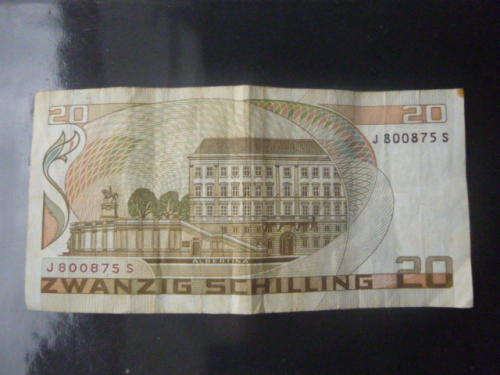 20 20
J 800875 S
ALBERTINA
J 800875 S
ZWANZIG SCHILLING 20